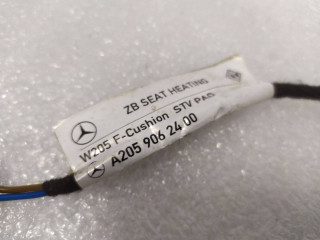 ZB SEAT HEATING
W205 F-Cushion STV PAD
A205 906 24 00